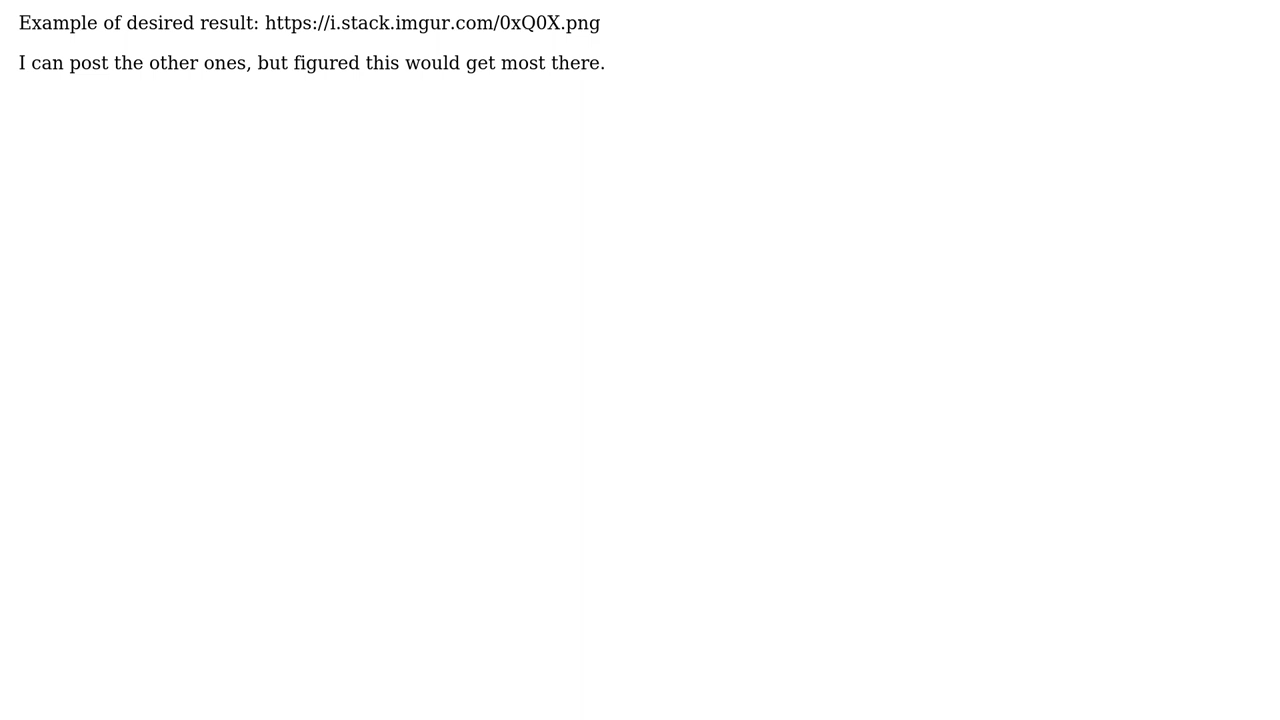 Example of desired result: https://i.stack.imgur.com/0xQ0X.png
I can post the other ones, but figured this would get most there.